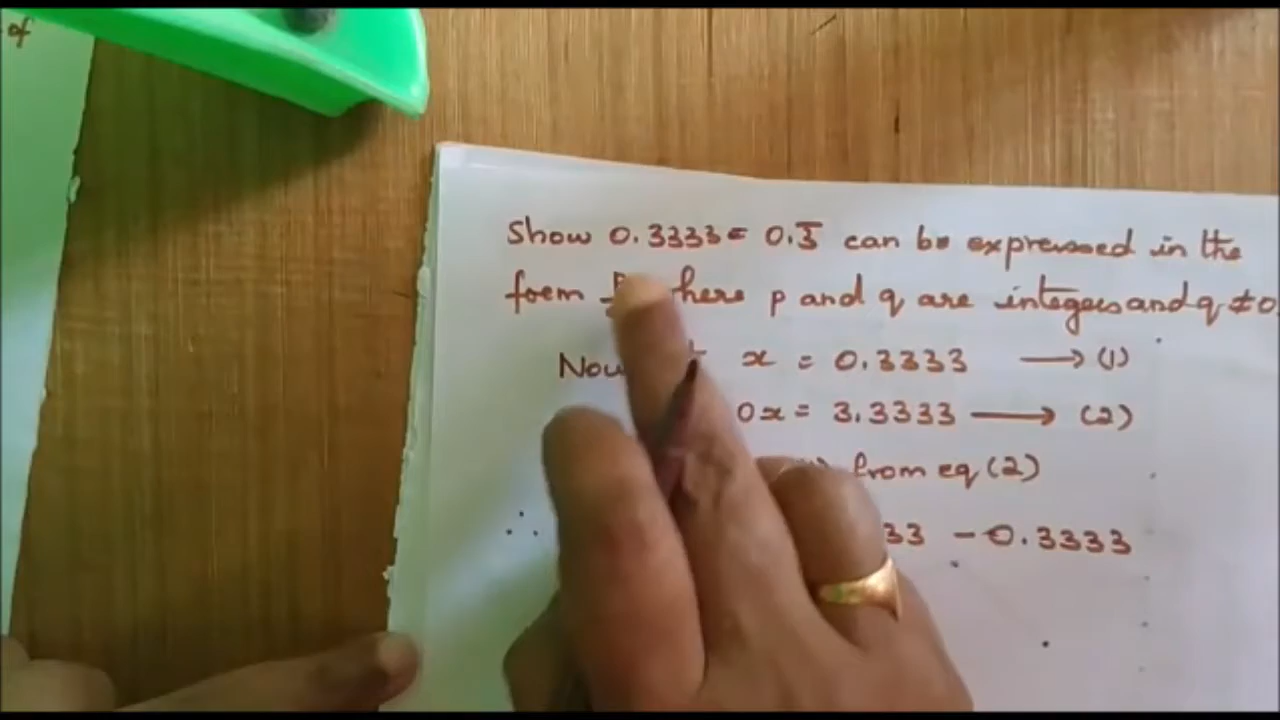 of
Show 0.3333 = 0.3̅ can be expressed in the
form here p and q are integers and q ≠ 0.
Now x = 0.3333 → (1)
0x = 3.3333 → (2)
from eq (2)
∴ 33 - 0.3333